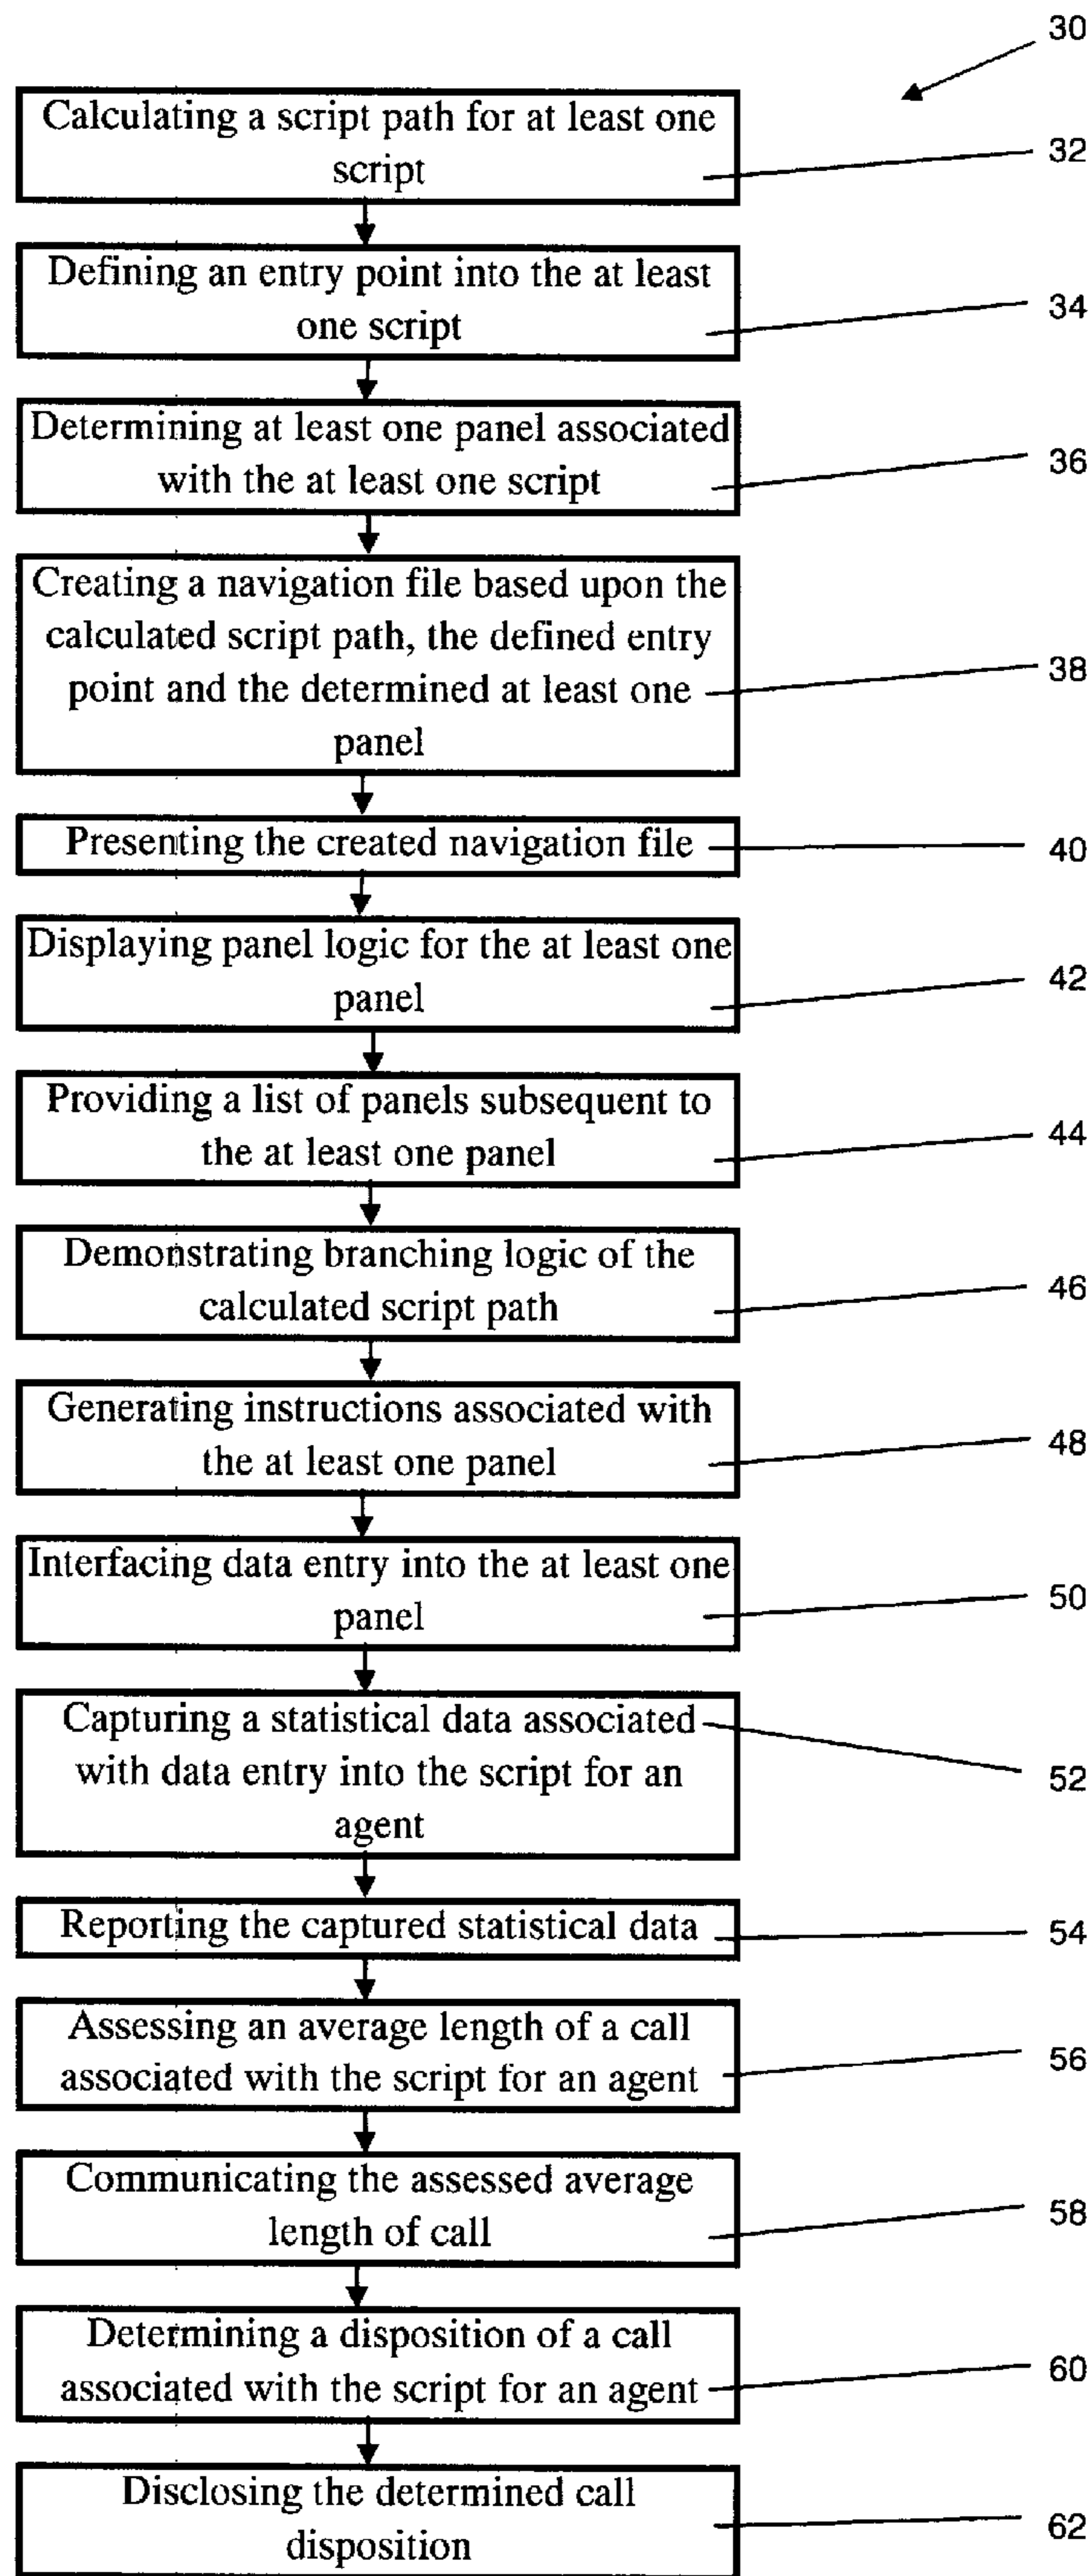 30
Calculating a script path for at least one
script
32
Defining an entry point into the at least
one script
34
Determining at least one panel associated
with the at least one script
36
Creating a navigation file based upon the
calculated script path, the defined entry
point and the determined at least one
panel
38
Presenting the created navigation file
40
Displaying panel logic for the at least one
panel
42
Providing a list of panels subsequent to
the at least one panel
44
Demonstrating branching logic of the
calculated script path
46
Generating instructions associated with
the at least one panel
48
Interfacing data entry into the at least one
panel
50
Capturing a statistical data associated
with data entry into the script for an
agent
52
Reporting the captured statistical data
54
Assessing an average length of a call
associated with the script for an agent
56
Communicating the assessed average
length of call
58
Determining a disposition of a call
associated with the script for an agent
60
Disclosing the determined call
disposition
62